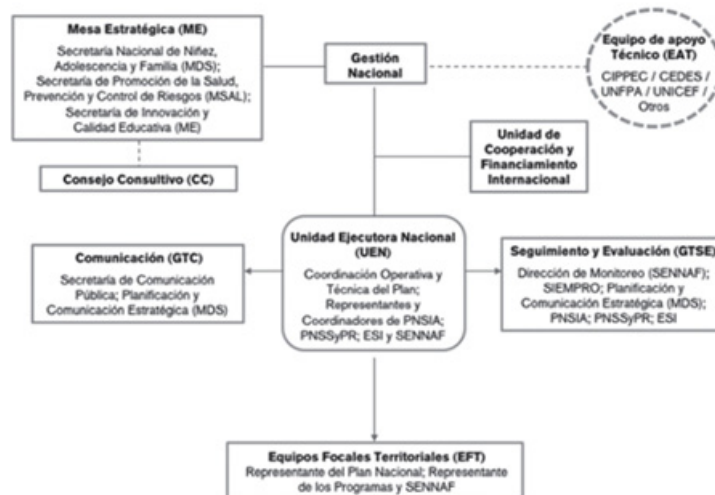 Mesa Estratégica (ME)
Secretaría Nacional de Niñez,
Adolescencia y Familia (MDS);
Secretaría de Promoción de la Salud,
Prevención y Control de Riesgos (MSAL);
Secretaría de Innovación y
Calidad Educativa (ME)
Gestión
Nacional
Equipo de apoyo
Técnico (EAT)
CIPPEC / CEDES /
UNFPA / UNICEF /
Otros
Consejo Consultivo (CC)
Unidad de
Cooperación y
Financiamiento
Internacional
Comunicación (GTC)
Secretaría de Comunicación
Pública; Planificación y
Comunicación Estratégica (MDS)
Unidad Ejecutora Nacional
(UEN)
Coordinación Operativa y
Técnica del Plan;
Representantes y
Coordinadores de PNSIA;
PNSSyPR; ESI y SENNAF
Seguimiento y Evaluación (GTSE)
Dirección de Monitoreo (SENNAF);
SIEMPRO; Planificación y
Comunicación Estratégica (MDS);
PNSIA; PNSSyPR; ESI
Equipos Focales Territoriales (EFT)
Representante del Plan Nacional; Representante
de los Programas y SENNAF